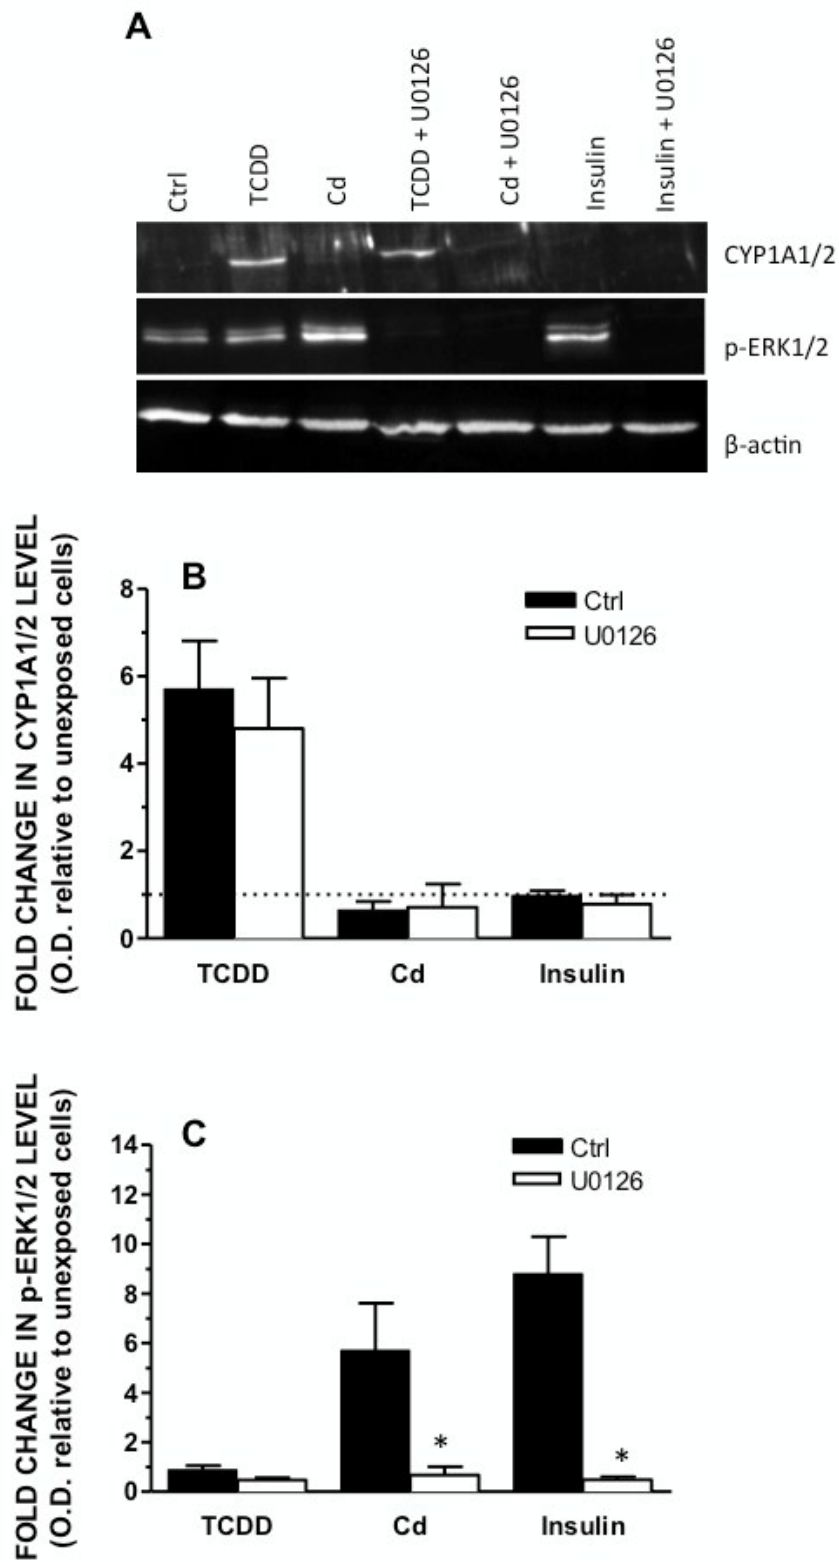 A
Ctrl
TCDD
Cd
TCDD + U0126
Cd + U0126
Insulin
Insulin + U0126
CYP1A1/2
p-ERK1/2
β-actin
B
FOLD CHANGE IN CYP1A1/2 LEVEL
(O.D. relative to unexposed cells)
Ctrl
U0126
8
6
4
2
0
TCDD Cd Insulin
C
FOLD CHANGE IN p-ERK1/2 LEVEL
(O.D. relative to unexposed cells)
Ctrl
U0126
14
12
10
8
6
4
2
0
*
*
TCDD Cd Insulin